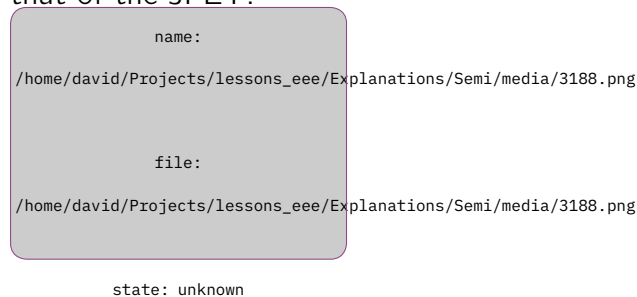 that of the JFET?
name:
/home/david/Projects/lessons_eee/Explanations/Semi/media/3188.png
file:
/home/david/Projects/lessons_eee/Explanations/Semi/media/3188.png
state: unknown